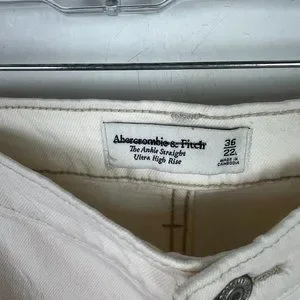 Abercrombie & Fitch
The Ankle Straight
Ultra High Rise
36
22
MADE IN
CAMBODIA